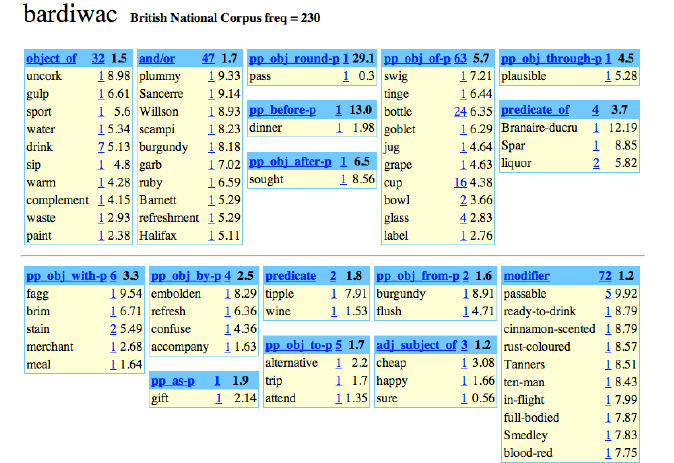 bardiwac British National Corpus freq = 230
object_of 32 1.5
uncork 1 8.98
gulp 1 6.61
sport 1 5.6
water 1 5.34
drink 7 5.13
sip 1 4.8
warm 1 4.28
complement 1 4.15
waste 1 2.93
paint 1 2.38
and/or 47 1.7
plummy 1 9.33
Sancerre 1 9.14
Willson 1 8.93
scampi 1 8.23
burgundy 1 8.18
garb 1 7.02
ruby 1 6.59
Barnett 1 5.29
refreshment 1 5.29
Halifax 1 5.11
pp_obj_round-p 1 29.1
pass 1 0.3
pp_before-p 1 13.0
dinner 1 1.98
pp_obj_after-p 1 6.5
sought 1 8.56
pp_obj_of-p 63 5.7
swig 1 7.21
tinge 1 6.44
bottle 24 6.35
goblet 1 6.29
jug 1 4.64
grape 1 4.63
cup 16 4.38
bowl 2 3.66
glass 4 2.83
label 1 2.76
pp_obj_through-p 1 4.5
plausible 1 5.28
predicate_of 4 3.7
Branaire-ducru 1 12.19
Spar 1 8.85
liquor 2 5.82
pp_obj_with-p 6 3.3
fagg 1 9.54
brim 1 6.71
stain 2 5.49
merchant 1 2.68
meal 1 1.64
pp_obj_by-p 4 2.5
embolden 1 8.29
refresh 1 6.36
confuse 1 4.36
accompany 1 1.63
pp_as-p 1 1.9
gift 1 2.14
predicate 2 1.8
tipple 1 7.91
wine 1 1.53
pp_obj_to-p 5 1.7
alternative 1 2.2
trip 1 1.7
attend 1 1.35
pp_obj_from-p 2 1.6
burgundy 1 8.91
flush 1 4.71
adj_subject_of 3 1.2
cheap 1 3.08
happy 1 1.66
sure 1 0.56
modifier 72 1.2
passable 5 9.92
ready-to-drink 1 8.79
cinnamon-scented 1 8.79
rust-coloured 1 8.57
Tanners 1 8.51
ten-man 1 8.43
in-flight 1 7.99
full-bodied 1 7.87
Smedley 1 7.83
blood-red 1 7.75